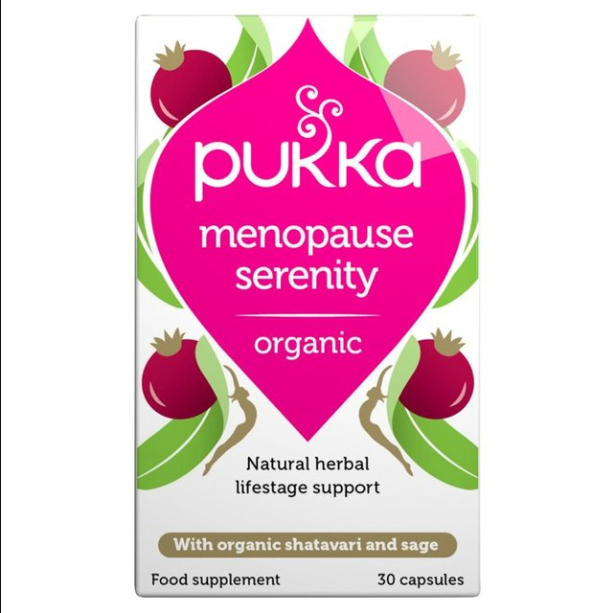 pukka
menopause
serenity
organic
Natural herbal
lifestage support
With organic shatavari and sage
Food supplement
30 capsules